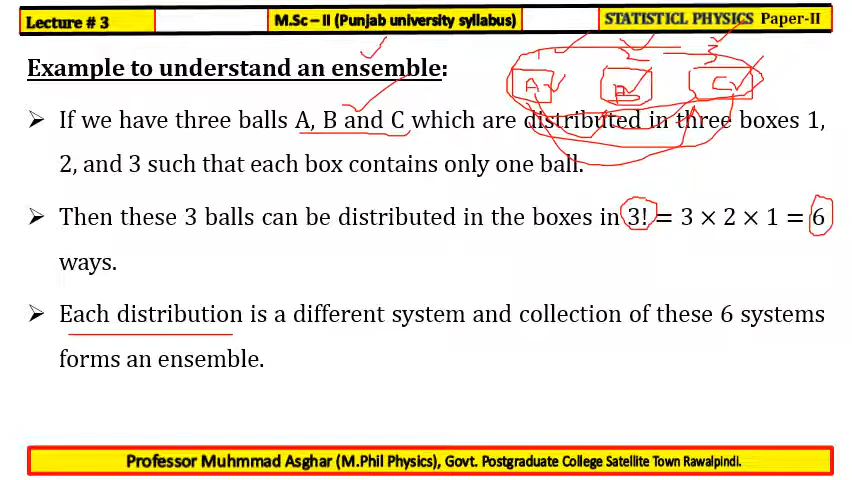 Lecture # 3
M.Sc – II (Punjab university syllabus)
STATISTICL PHYSICS Paper-II
Example to understand an ensemble:
1 2 3
A B C
➢ If we have three balls A, B and C which are distributed in three boxes 1,
2, and 3 such that each box contains only one ball.
➢ Then these 3 balls can be distributed in the boxes in 3! = 3 × 2 × 1 = 6
ways.
➢ Each distribution is a different system and collection of these 6 systems
forms an ensemble.
Professor Muhmmad Asghar (M.Phil Physics), Govt. Postgraduate College Satellite Town Rawalpindi.